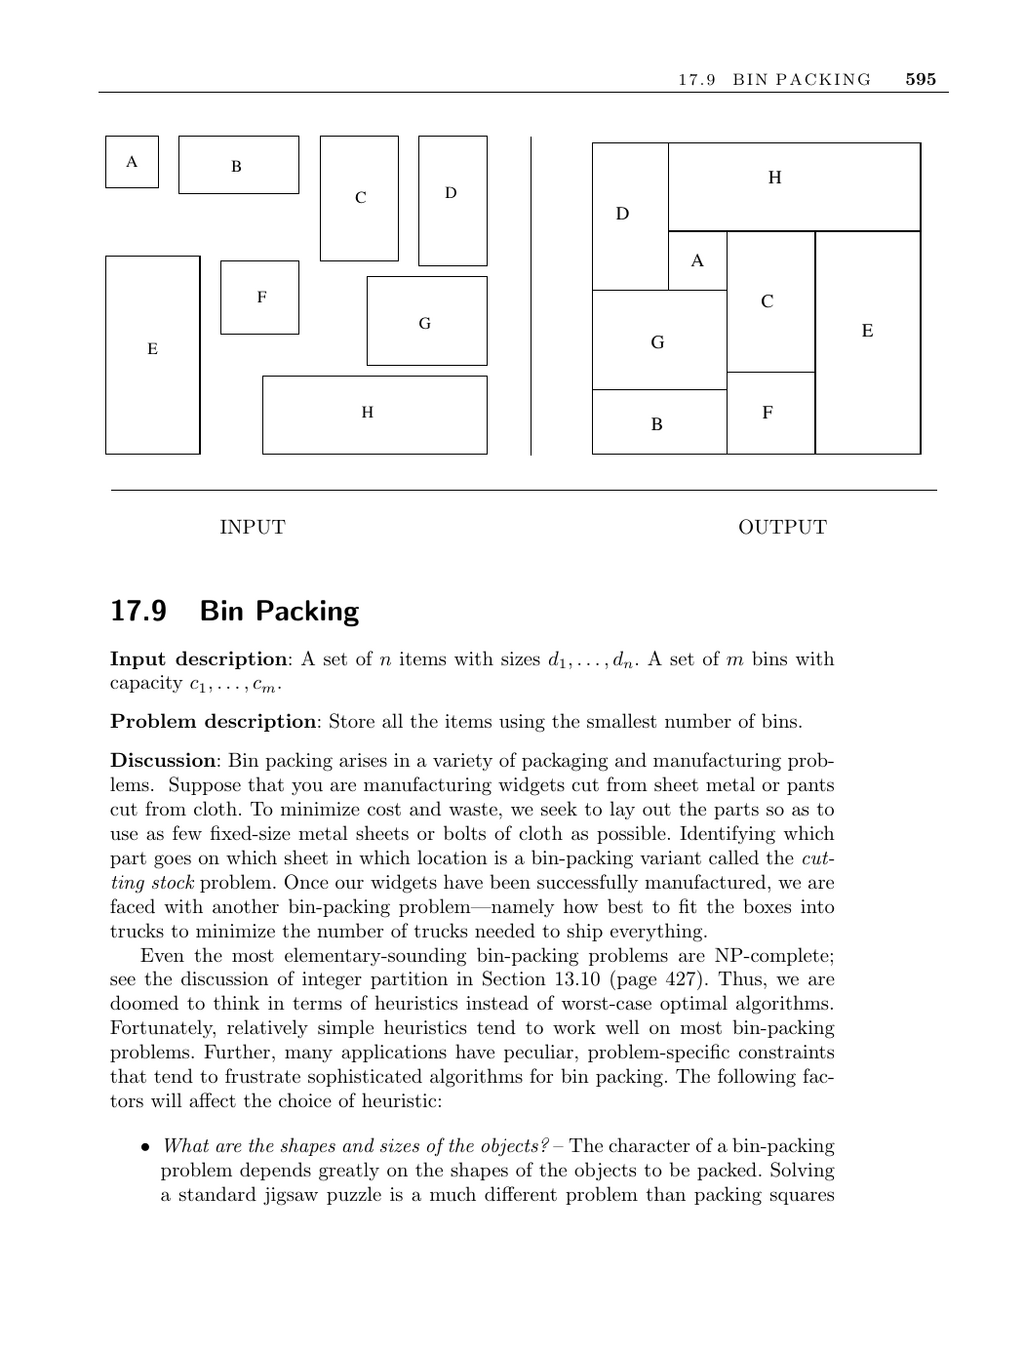 17.9 BIN PACKING 595
A
B
C
D
E
F
G
H
D
H
A
C
E
G
B
F
INPUT
OUTPUT
17.9 Bin Packing
Input description: A set of n items with sizes d1, . . . , dn. A set of m bins with
capacity c1, . . . , cm.
Problem description: Store all the items using the smallest number of bins.
Discussion: Bin packing arises in a variety of packaging and manufacturing prob-
lems. Suppose that you are manufacturing widgets cut from sheet metal or pants
cut from cloth. To minimize cost and waste, we seek to lay out the parts so as to
use as few fixed-size metal sheets or bolts of cloth as possible. Identifying which
part goes on which sheet in which location is a bin-packing variant called the cut-
ting stock problem. Once our widgets have been successfully manufactured, we are
faced with another bin-packing problem—namely how best to fit the boxes into
trucks to minimize the number of trucks needed to ship everything.
Even the most elementary-sounding bin-packing problems are NP-complete;
see the discussion of integer partition in Section 13.10 (page 427). Thus, we are
doomed to think in terms of heuristics instead of worst-case optimal algorithms.
Fortunately, relatively simple heuristics tend to work well on most bin-packing
problems. Further, many applications have peculiar, problem-specific constraints
that tend to frustrate sophisticated algorithms for bin packing. The following fac-
tors will affect the choice of heuristic:
• What are the shapes and sizes of the objects? – The character of a bin-packing
problem depends greatly on the shapes of the objects to be packed. Solving
a standard jigsaw puzzle is a much different problem than packing squares